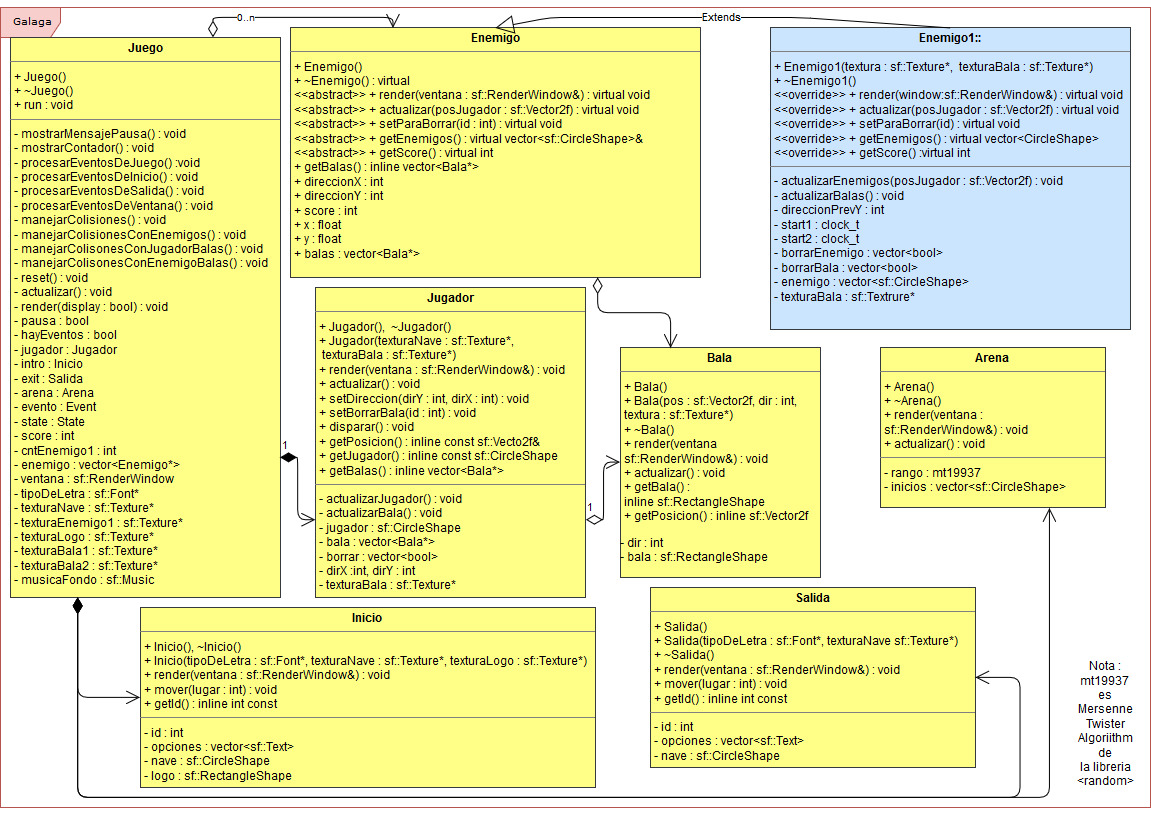 Galaga
0..n
Extends
Juego
+ Juego()
+ ~Juego()
+ run : void
- mostrarMensajePausa() : void
- mostrarContador() : void
- procesarEventosDeJuego() :void
- procesarEventosDeInicio() : void
- procesarEventosDeSalida() : void
- procesarEventosDeVentana() : void
- manejarColisiones() : void
- manejarColisionesConEnemigos() : void
- manejarColisonesConJugadorBalas() : void
- manejarColisonesConEnemigoBalas() : void
- reset() : void
- actualizar() : void
- render(display : bool) : void
- pausa : bool
- hayEventos : bool
- jugador : Jugador
- intro : Inicio
- exit : Salida
- arena : Arena
- evento : Event
- state : State
- score : int
- cntEnemigo1 : int
- enemigo : vector<Enemigo*>
- ventana : sf::RenderWindow
- tipoDeLetra : sf::Font*
- texturaNave : sf::Texture*
- texturaEnemigo1 : sf::Texture*
- texturaLogo : sf::Texture*
- texturaBala1 : sf::Texture*
- texturaBala2 : sf::Texture*
- musicaFondo : sf::Music
Enemigo
+ Enemigo()
+ ~Enemigo() : virtual
<<abstract>> + render(ventana : sf::RenderWindow&) : virtual void
<<abstract>> + actualizar(posJugador : sf::Vector2f) : virtual void
<<abstract>> + setParaBorrar(id : int) : virtual void
<<abstract>> + getEnemigos() : virtual vector<sf::CircleShape>&
<<abstract>> + getScore() : virtual int
+ getBalas() : inline vector<Bala*>
+ direccionX : int
+ direccionY : int
+ score : int
+ x : float
+ y : float
+ balas : vector<Bala*>
Enemigo1::
+ Enemigo1(textura : sf::Texture*, texturaBala : sf::Texture*)
+ ~Enemigo1()
<<override>> + render(window:sf::RenderWindow&) : virtual void
<<override>> + actualizar(posJugador : sf::Vector2f) : virtual void
<<override>> + setParaBorrar(id) : virtual void
<<override>> + getEnemigos() : virtual vector<CircleShape>
<<override>> + getScore() :virtual int
- actualizarEnemigos(posJugador : sf::Vector2f) : void
- actualizarBalas() : void
- direccionPrevY : int
- start1 : clock_t
- start2 : clock_t
- borrarEnemigo : vector<bool>
- borrarBala : vector<bool>
- enemigo : vector<sf::CircleShape>
- texturaBala : sf::Textrure*
Jugador
+ Jugador(), ~Jugador()
+ Jugador(texturaNave : sf::Texture*,
texturaBala : sf::Texture*)
+ render(ventana : sf::RenderWindow&) : void
+ actualizar() : void
+ setDireccion(dirY : int, dirX : int) : void
+ setBorrarBala(id : int) : void
+ disparar() : void
+ getPosicion() : inline const sf::Vecto2f&
+ getJugador() : inline const sf::CircleShape
+ getBalas() : inline vector<Bala*>
- actualizarJugador() : void
- actualizarBala() : void
- jugador : sf::CircleShape
- bala : vector<Bala*>
- borrar : vector<bool>
- dirX :int, dirY : int
- texturaBala : sf::Texture*
1
1
Bala
+ Bala()
+ Bala(pos : sf::Vector2f, dir : int,
textura : sf::Texture*)
+ ~Bala()
+ render(ventana
sf::RenderWindow&) : void
+ actualizar() : void
+ getBala() :
inline sf::RectangleShape
+ getPosicion() : inline sf::Vector2f
- dir : int
- bala : sf::RectangleShape
Arena
+ Arena()
+ ~Arena()
+ render(ventana :
sf::RenderWindow&) : void
+ actualizar() : void
- rango : mt19937
- inicios : vector<sf::CircleShape>
Inicio
+ Inicio(), ~Inicio()
+ Inicio(tipoDeLetra : sf::Font*, texturaNave : sf::Texture*, texturaLogo : sf::Texture*)
+ render(ventana : sf::RenderWindow&) : void
+ mover(lugar : int) : void
+ getId() : inline int const
- id : int
- opciones : vector<sf::Text>
- nave : sf::CircleShape
- logo : sf::RectangleShape
Salida
+ Salida()
+ Salida(tipoDeLetra : sf::Font*, texturaNave sf::Texture*)
+ ~Salida()
+ render(ventana : sf::RenderWindow&) : void
+ mover(lugar : int) : void
+ getId() : inline int const
- id : int
- opciones : vector<sf::Text>
- nave : sf::CircleShape
Nota :
mt19937
es
Mersenne
Twister
Algoriithm
de
la libreria
<random>